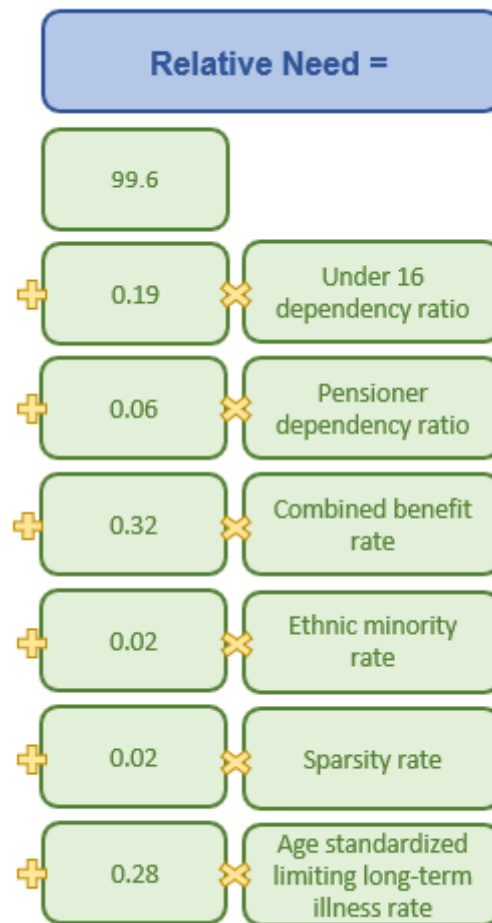 Relative Need =
99.6
0.19
Under 16
dependency ratio
0.06
Pensioner
dependency ratio
0.32
Combined benefit
rate
0.02
Ethnic minority
rate
0.02
Sparsity rate
0.28
Age standardized
limiting long-term
illness rate